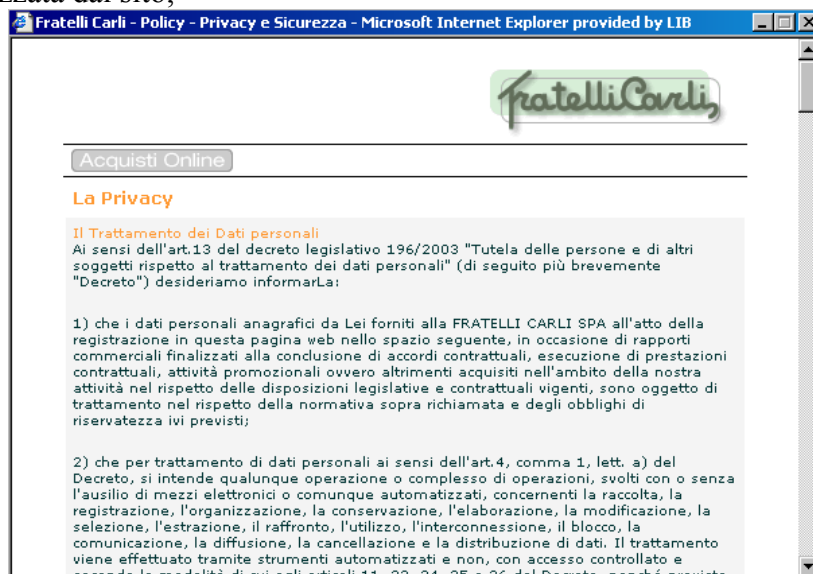 dal sito,
Fratelli Carli - Policy - Privacy e Sicurezza - Microsoft Internet Explorer provided by LIB
fratelliCarli
Acquisti Online
La Privacy
Il Trattamento dei Dati personali
Ai sensi dell'art.13 del decreto legislativo 196/2003 "Tutela delle persone e di altri
soggetti rispetto al trattamento dei dati personali" (di seguito più brevemente
"Decreto") desideriamo informarLa:
1) che i dati personali anagrafici da Lei forniti alla FRATELLI CARLI SPA all'atto della
registrazione in questa pagina web nello spazio seguente, in occasione di rapporti
commerciali finalizzati alla conclusione di accordi contrattuali, esecuzione di prestazioni
contrattuali, attività promozionali ovvero altrimenti acquisiti nell'ambito della nostra
attività nel rispetto delle disposizioni legislative e contrattuali vigenti, sono oggetto di
trattamento nel rispetto della normativa sopra richiamata e degli obblighi di
riservatezza ivi previsti;
2) che per trattamento di dati personali ai sensi dell'art.4, comma 1, lett. a) del
Decreto, si intende qualunque operazione o complesso di operazioni, svolti con o senza
l'ausilio di mezzi elettronici o comunque automatizzati, concernenti la raccolta, la
registrazione, l'organizzazione, la conservazione, l'elaborazione, la modificazione, la
selezione, l'estrazione, il raffronto, l'utilizzo, l'interconnessione, il blocco, la
comunicazione, la diffusione, la cancellazione e la distribuzione di dati. Il trattamento
viene effettuato tramite strumenti automatizzati e non, con accesso controllato e